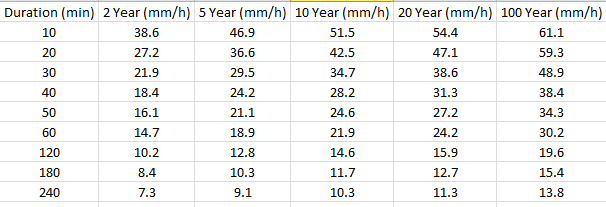 Duration (min) 2 Year (mm/h) 5 Year (mm/h) 10 Year (mm/h) 20 Year (mm/h) 100 Year (mm/h)
10 38.6 46.9 51.5 54.4 61.1
20 27.2 36.6 42.5 47.1 59.3
30 21.9 29.5 34.7 38.6 48.9
40 18.4 24.2 28.2 31.3 38.4
50 16.1 21.1 24.6 27.2 34.3
60 14.7 18.9 21.9 24.2 30.2
120 10.2 12.8 14.6 15.9 19.6
180 8.4 10.3 11.7 12.7 15.4
240 7.3 9.1 10.3 11.3 13.8